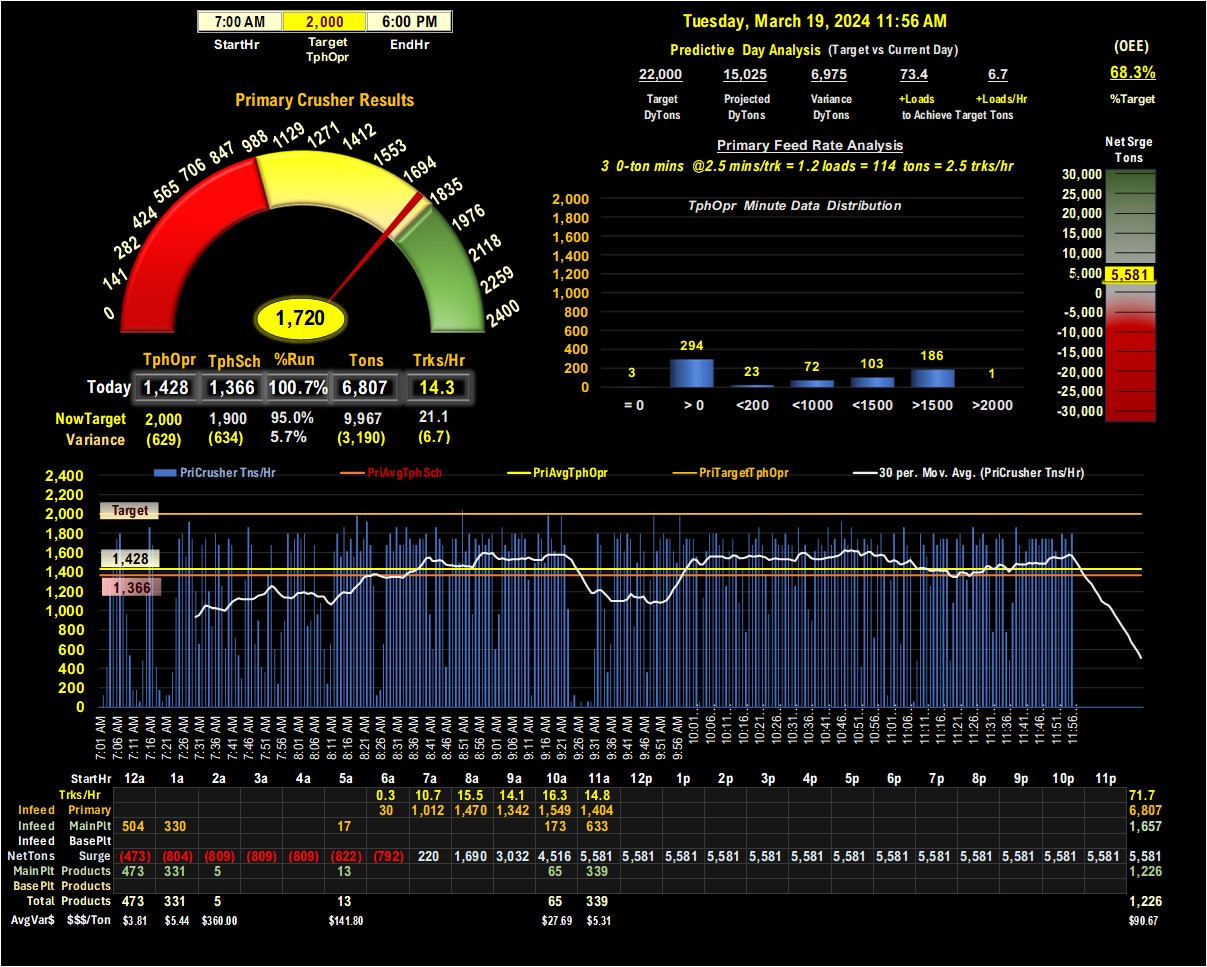 7:00 AM 2,000 6:00 PM
StartHr Target TphOpr EndHr
Tuesday, March 19, 2024 11:56 AM
Predictive Day Analysis (Target vs Current Day)
(OEE)
22,000 15,025 6,975 73.4 6.7
68.3%
Target DyTons Projected DyTons Variance DyTons +Loads +Loads/Hr
to Achieve Target Tons
%Target
Primary Crusher Results
0 141 282 424 565 706 847 988 1129 1271 1412 1553 1694 1835 1976 2118 2259 2400
1,720
TphOpr TphSch %Run Tons Trks/Hr
Today 1,428 1,366 100.7% 6,807 14.3
NowTarget 2,000 1,900 95.0% 9,967 21.1
Variance (629) (634) 5.7% (3,190) (6.7)
Primary Feed Rate Analysis
3 0-ton mins @2.5 mins/trk = 1.2 loads = 114 tons = 2.5 trks/hr
TphOpr Minute Data Distribution
2,000
1,800
1,600
1,400
1,200
1,000
800
600
400
200
0
3 294 23 72 103 186 1
= 0 > 0 <200 <1000 <1500 >1500 >2000
Net Srge
Tons
30,000
25,000
20,000
15,000
10,000
5,000
5,581
0
-5,000
-10,000
-15,000
-20,000
-25,000
-30,000
PriCrusher Tns/Hr PriAvgTphSch PriAvgTphOpr PriTargetTphOpr 30 per. Mov. Avg. (PriCrusher Tns/Hr)
2,400
2,200
2,000
1,800
1,600
1,400
1,200
1,000
800
600
400
200
0
Target
1,428
1,366
7:01 AM 7:06 AM 7:11 AM 7:16 AM 7:21 AM 7:26 AM 7:31 AM 7:36 AM 7:41 AM 7:46 AM 7:51 AM 7:56 AM 8:01 AM 8:06 AM 8:11 AM 8:16 AM 8:21 AM 8:26 AM 8:31 AM 8:36 AM 8:41 AM 8:46 AM 8:51 AM 8:56 AM 9:01 AM 9:06 AM 9:11 AM 9:16 AM 9:21 AM 9:26 AM 9:31 AM 9:36 AM 9:41 AM 9:46 AM 9:51 AM 9:56 AM 10:01… 10:06… 10:11… 10:16… 10:21… 10:26… 10:31… 10:36… 10:41… 10:46… 10:51… 10:56… 11:01… 11:06… 11:11… 11:16… 11:21… 11:26… 11:31… 11:36… 11:41… 11:46… 11:51… 11:56…
StartHr 12a 1a 2a 3a 4a 5a 6a 7a 8a 9a 10a 11a 12p 1p 2p 3p 4p 5p 6p 7p 8p 9p 10p 11p
Trks/Hr 0.3 10.7 15.5 14.1 16.3 14.8 71.7
Infeed Primary 30 1,012 1,470 1,342 1,549 1,404 6,807
Infeed MainPlt 504 330 17 173 633 1,657
Infeed BasePlt
NetTons Surge (473) (804) (809) (809) (809) (822) (792) 220 1,690 3,032 4,516 5,581 5,581 5,581 5,581 5,581 5,581 5,581 5,581 5,581 5,581 5,581 5,581 5,581 5,581
MainPlt Products 473 331 5 13 65 339 1,226
BasePlt Products
Total Products 473 331 5 13 65 339 1,226
AvgVar$ $$$/Ton $3.81 $5.44 $360.00 $141.80 $27.69 $5.31 $90.67